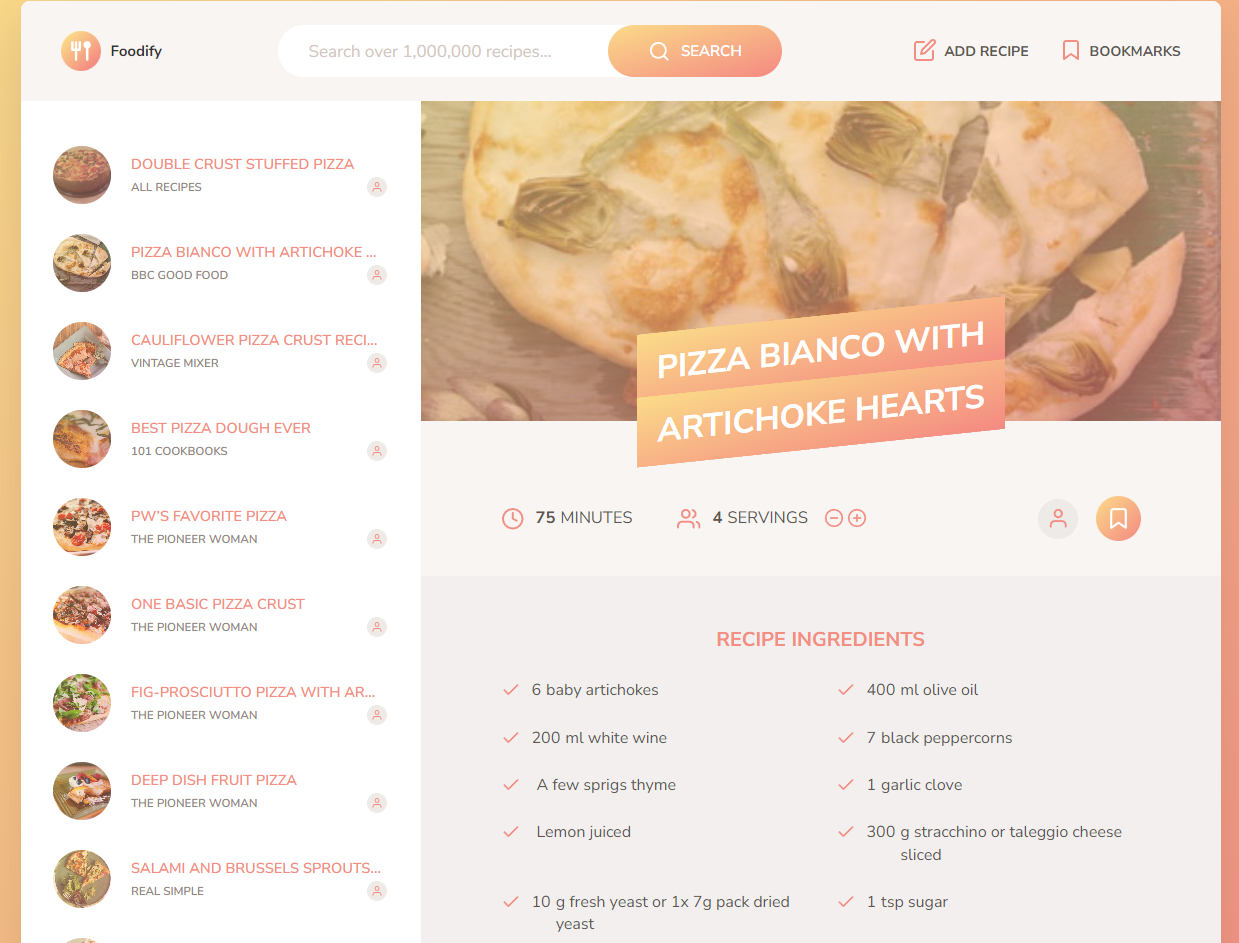 Foodify
Search over 1,000,000 recipes...
SEARCH
ADD RECIPE
BOOKMARKS
DOUBLE CRUST STUFFED PIZZA
ALL RECIPES
PIZZA BIANCO WITH ARTICHOKE ...
BBC GOOD FOOD
CAULIFLOWER PIZZA CRUST RECI...
VINTAGE MIXER
BEST PIZZA DOUGH EVER
101 COOKBOOKS
PW'S FAVORITE PIZZA
THE PIONEER WOMAN
ONE BASIC PIZZA CRUST
THE PIONEER WOMAN
FIG-PROSCIUTTO PIZZA WITH AR...
THE PIONEER WOMAN
DEEP DISH FRUIT PIZZA
THE PIONEER WOMAN
SALAMI AND BRUSSELS SPROUTS...
REAL SIMPLE
PIZZA BIANCO WITH
ARTICHOKE HEARTS
75 MINUTES
4 SERVINGS
RECIPE INGREDIENTS
6 baby artichokes
400 ml olive oil
200 ml white wine
7 black peppercorns
A few sprigs thyme
1 garlic clove
Lemon juiced
300 g stracchino or taleggio cheese
sliced
10 g fresh yeast or 1x 7g pack dried
yeast
1 tsp sugar